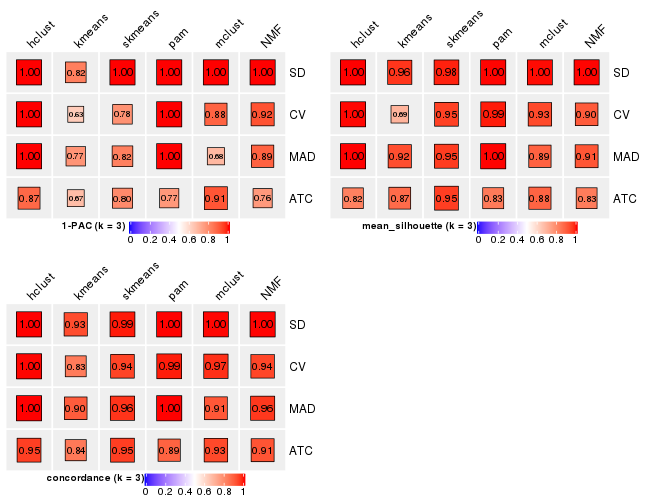 hclust kmeans skmeans pam mclust NMF
1.00 0.82 1.00 1.00 1.00 1.00 SD
1.00 0.63 0.78 1.00 0.88 0.92 CV
1.00 0.77 0.82 1.00 0.68 0.89 MAD
0.87 0.67 0.80 0.77 0.91 0.76 ATC
1-PAC (k = 3)
0 0.2 0.4 0.6 0.8 1
hclust kmeans skmeans pam mclust NMF
1.00 0.96 0.98 1.00 1.00 1.00 SD
1.00 0.69 0.95 0.99 0.93 0.90 CV
1.00 0.92 0.95 1.00 0.89 0.91 MAD
0.82 0.87 0.95 0.83 0.88 0.83 ATC
mean_silhouette (k = 3)
0 0.2 0.4 0.6 0.8 1
hclust kmeans skmeans pam mclust NMF
1.00 0.93 0.99 1.00 1.00 1.00 SD
1.00 0.83 0.94 0.99 0.97 0.94 CV
1.00 0.90 0.96 1.00 0.91 0.96 MAD
0.95 0.84 0.95 0.89 0.93 0.91 ATC
concordance (k = 3)
0 0.2 0.4 0.6 0.8 1